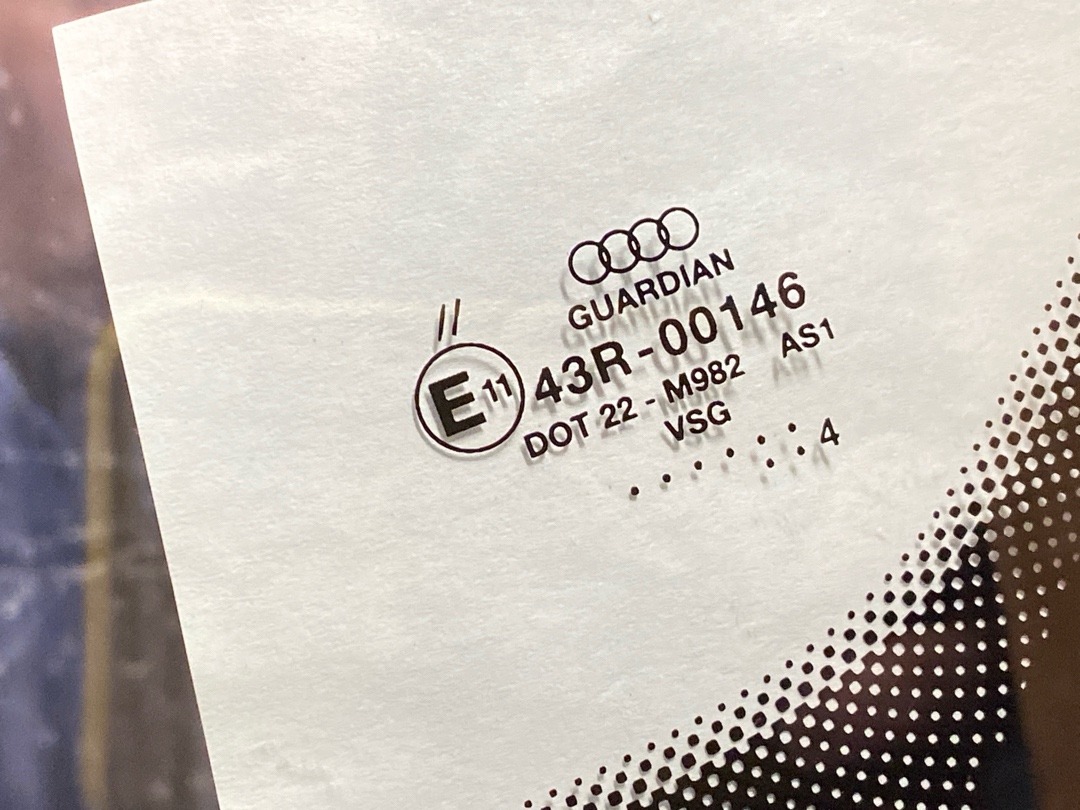 GUARDIAN
//
E11 43R-00146
DOT 22 - M982 AS1
VSG
. . . . : . 4